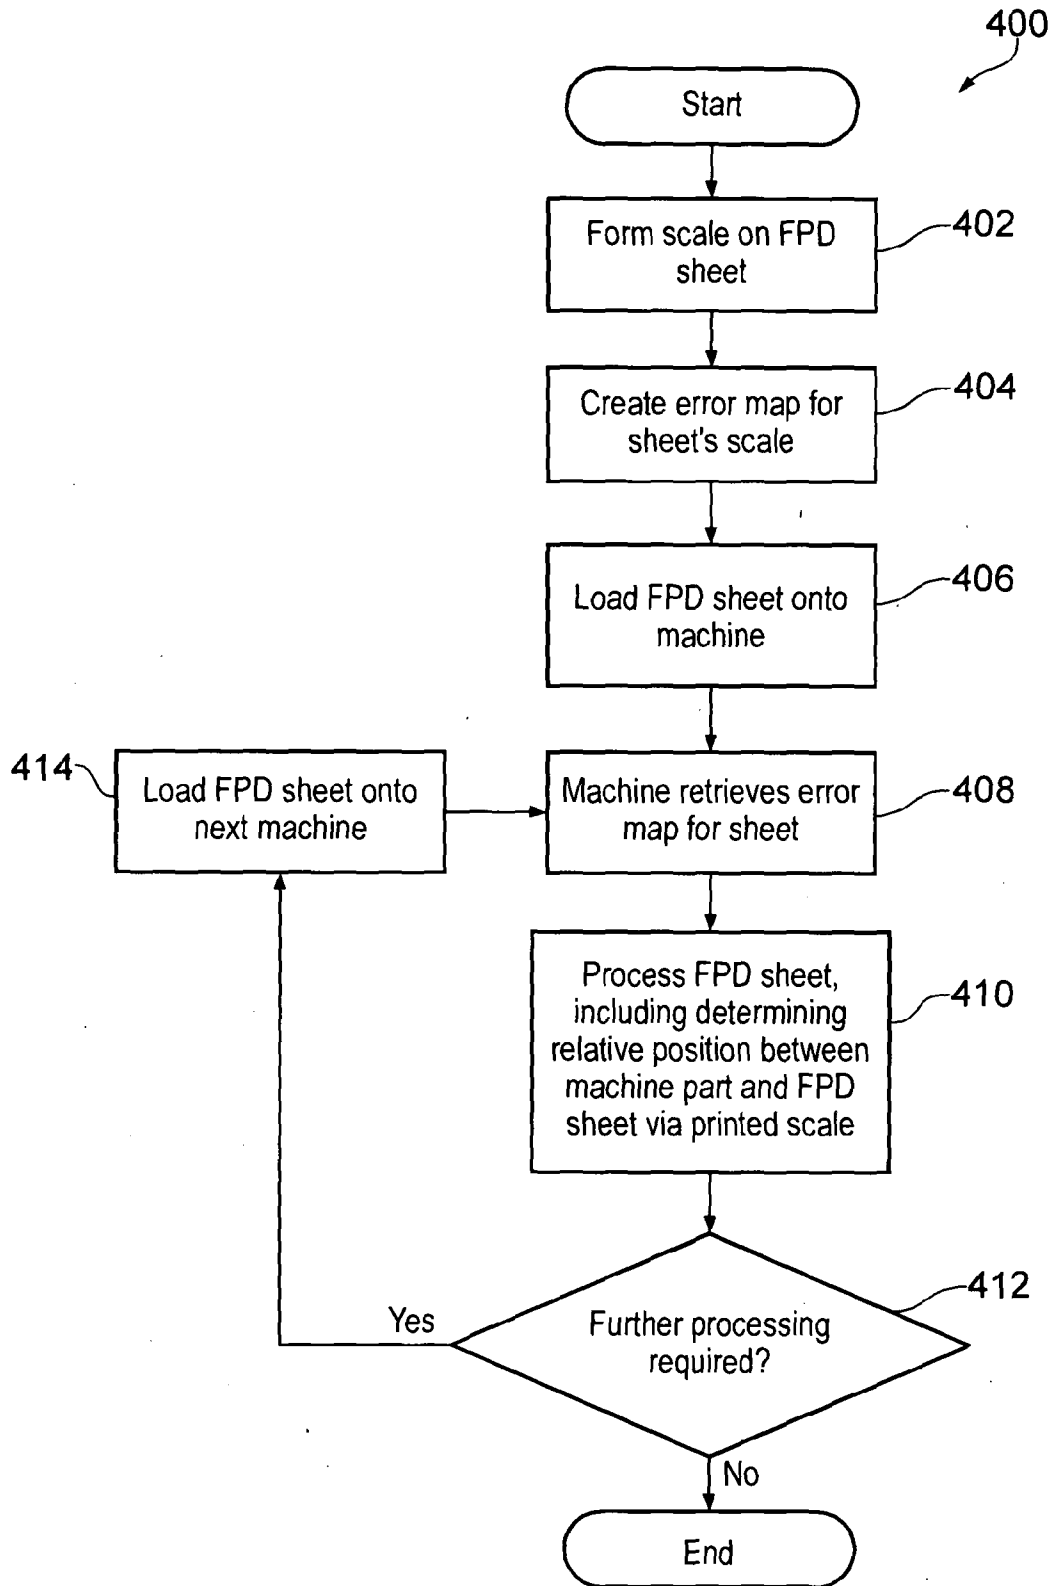 400
Start
Form scale on FPD
sheet
402
Create error map for
sheet's scale
404
Load FPD sheet onto
machine
406
414
Load FPD sheet onto
next machine
Machine retrieves error
map for sheet
408
Process FPD sheet,
including determining
relative position between
machine part and FPD
sheet via printed scale
410
412
Yes
Further processing
required?
No
End